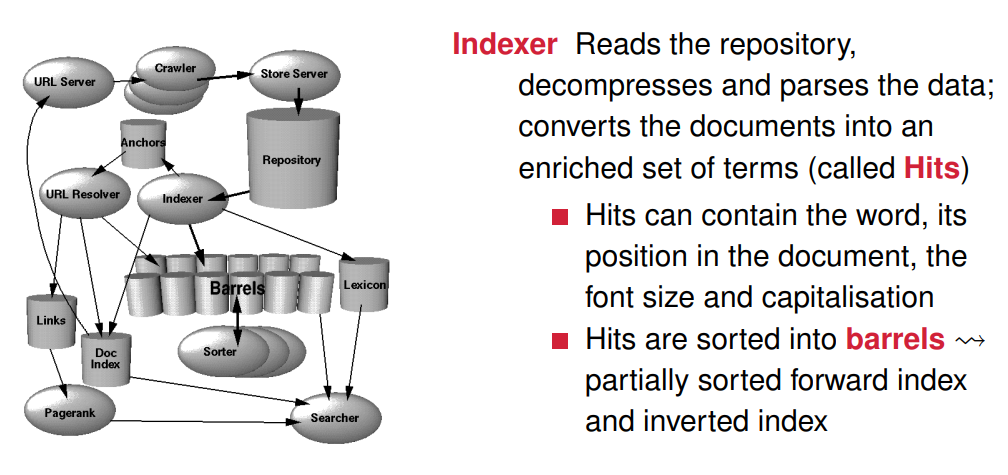 URL Server
Crawler
Store Server
Anchors
Repository
URL Resolver
Indexer
Barrels
Lexicon
Links
Doc
Index
Sorter
Pagerank
Searcher
Indexer Reads the repository,
decompresses and parses the data;
converts the documents into an
enriched set of terms (called Hits)
■ Hits can contain the word, its
position in the document, the
font size and capitalisation
■ Hits are sorted into barrels ⇝
partially sorted forward index
and inverted index